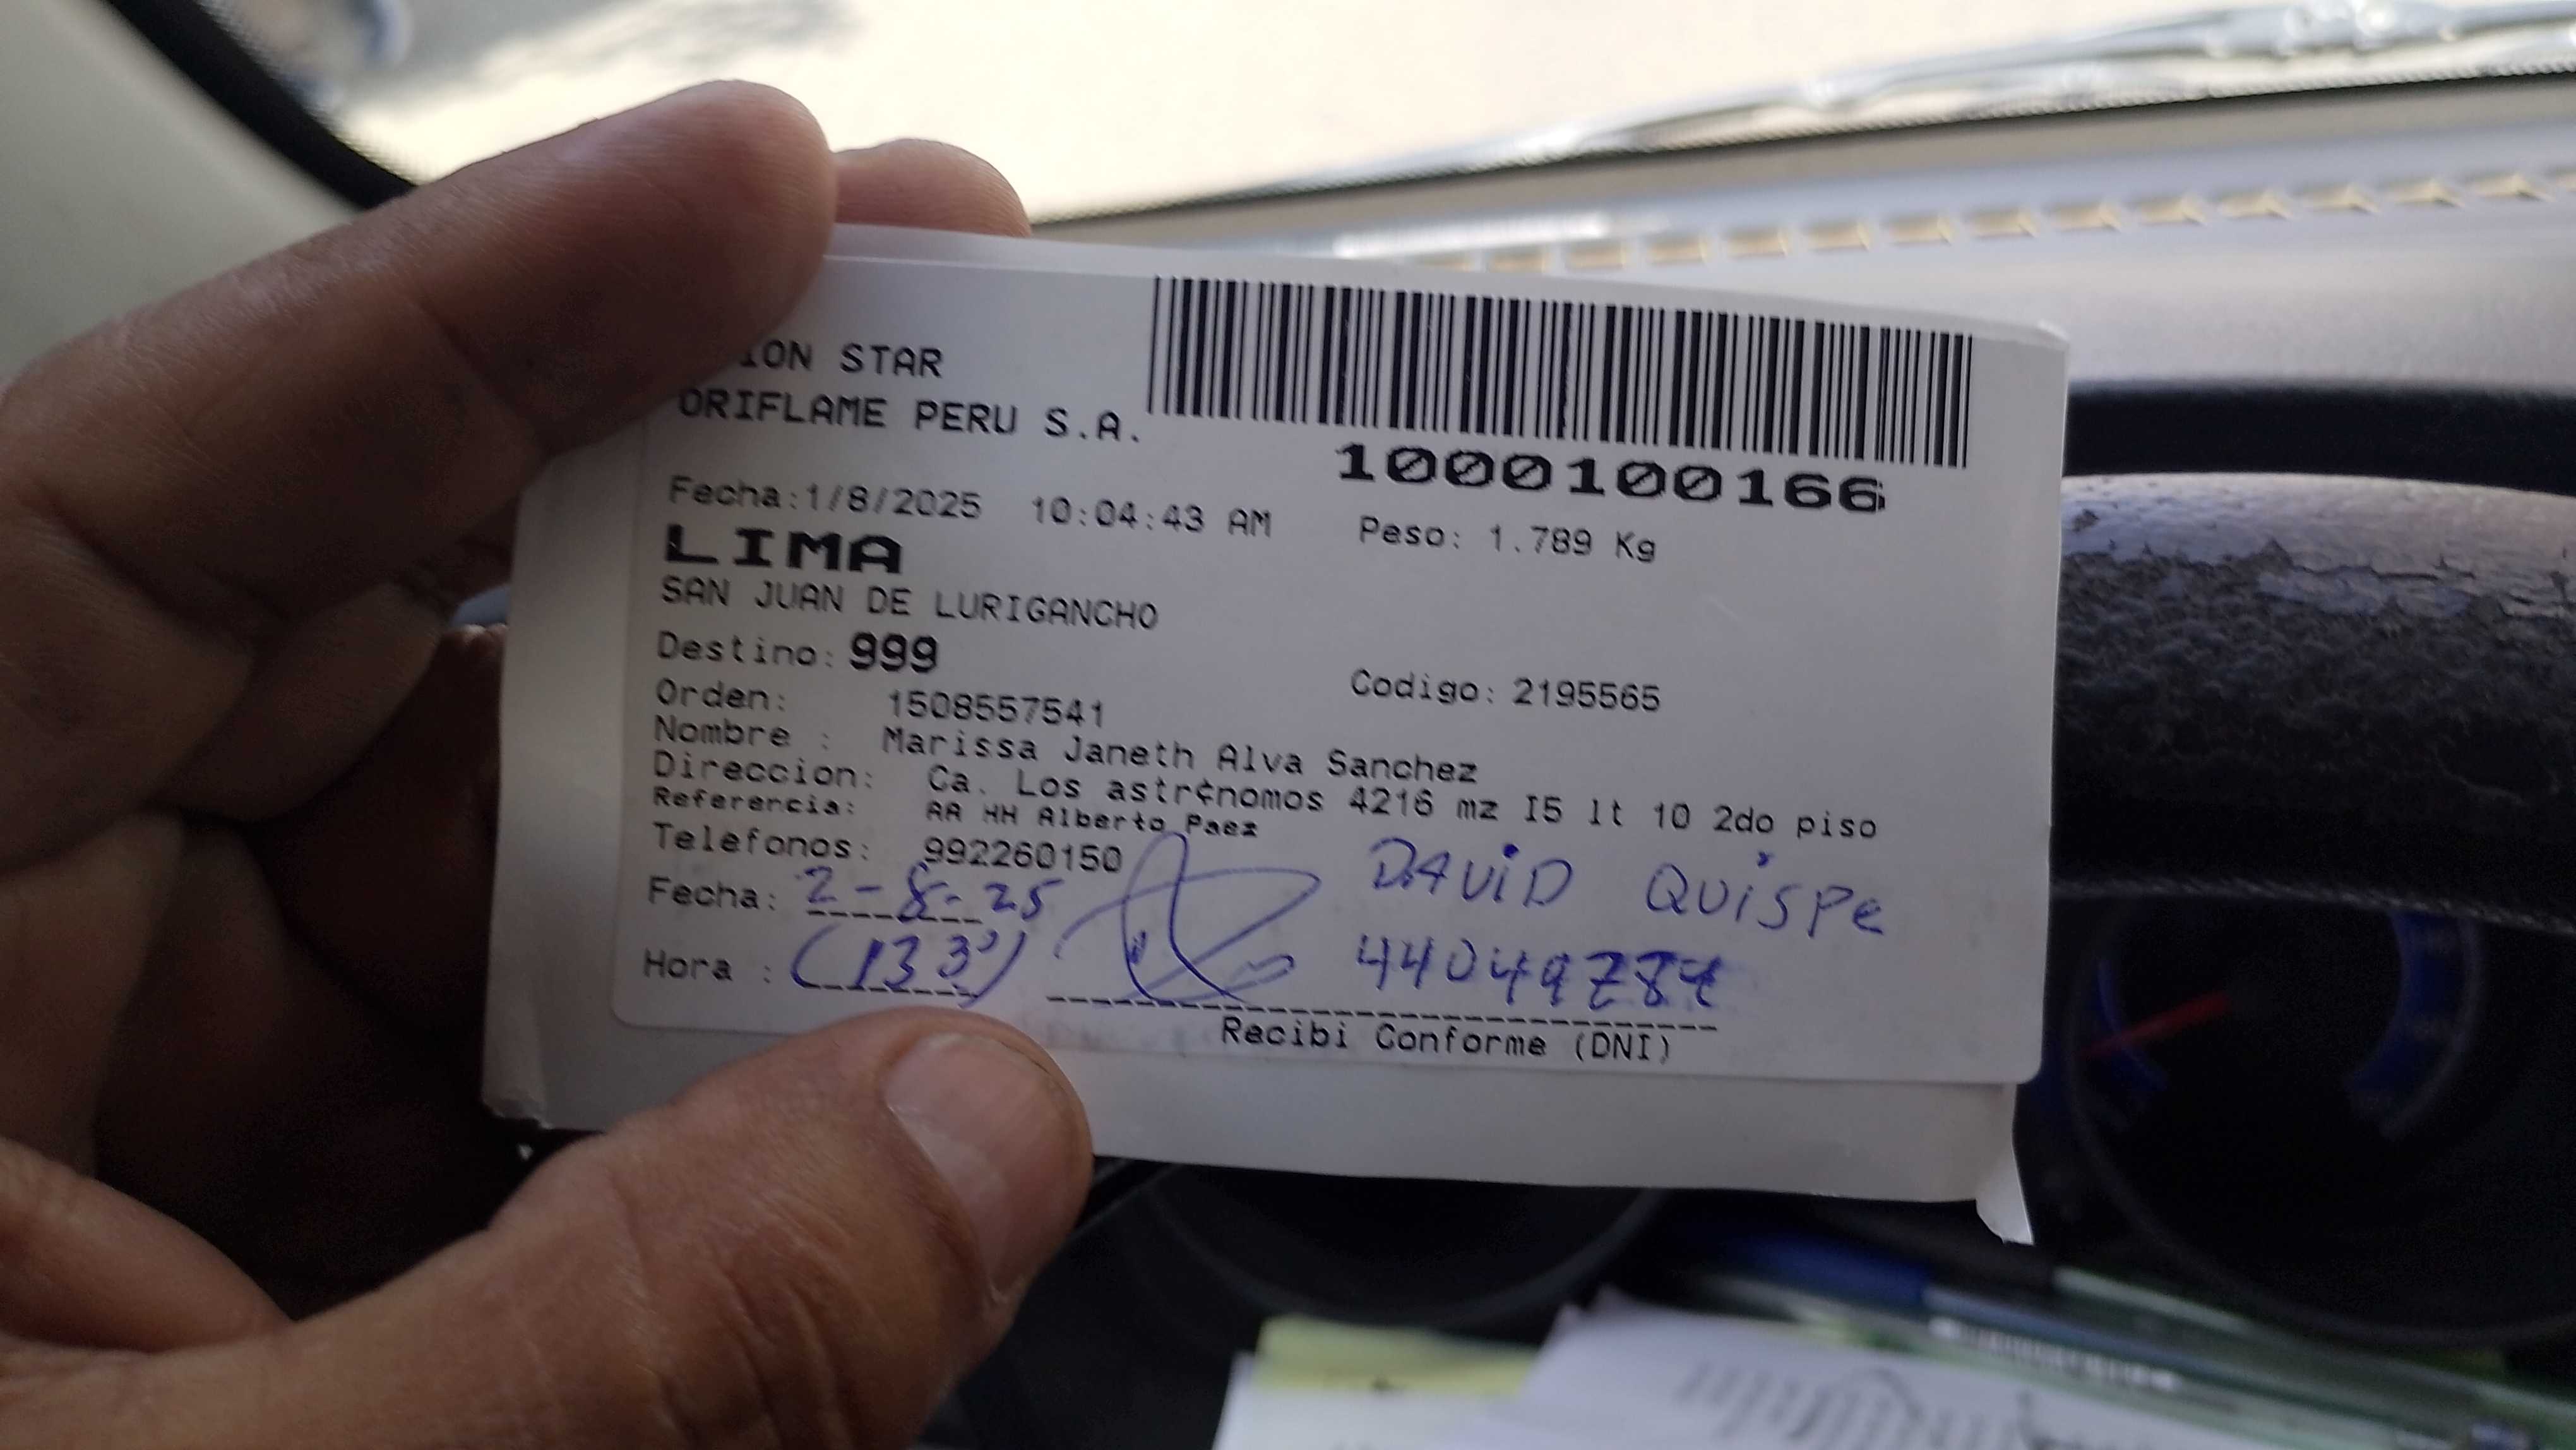 ION STAR
ORIFLAME PERU S.A.
1000100166
Fecha:1/8/2025 10:04:43 AM Peso: 1.789 Kg
LIMA
SAN JUAN DE LURIGANCHO
Destino: 999
Orden: 1508557541 Codigo: 2195565
Nombre : Marissa Janeth Alva Sanchez
Direccion: Ca. Los astr¢nomos 4216 mz I5 lt 10 2do piso
Referencia: AA HH Alberto Paez
Telefonos: 992260150
DAViD QUiSPe
Fecha: 2-8-25
Hora : (133°)
Recibi Conforme (DNI)